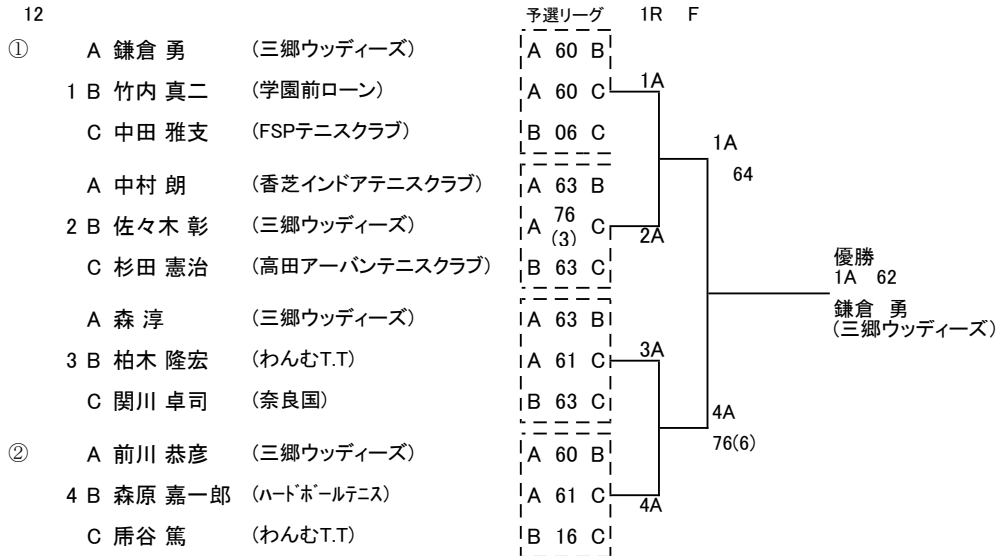 12 予選リーグ 1R F
① A 鎌倉 勇 (三郷ウッディーズ) A 60 B
1 B 竹内 真二 (学園前ローン) A 60 C 1A
C 中田 雅支 (FSPテニスクラブ) B 06 C 1A
64
A 中村 朗 (香芝インドアテニスクラブ) A 63 B
2 B 佐々木 彰 (三郷ウッディーズ) A 76(3) C 2A
C 杉田 憲治 (高田アーバンテニスクラブ) B 63 C
優勝
1A 62
鎌倉 勇
(三郷ウッディーズ)
A 森 淳 (三郷ウッディーズ) A 63 B
3 B 柏木 隆宏 (わんむT.T) A 61 C 3A
C 関川 卓司 (奈良国) B 63 C 4A
76(6)
② A 前川 恭彦 (三郷ウッディーズ) A 60 B
4 B 森原 嘉一郎 (ハードボールテニス) A 61 C 4A
C 乕谷 篤 (わんむT.T) B 16 C